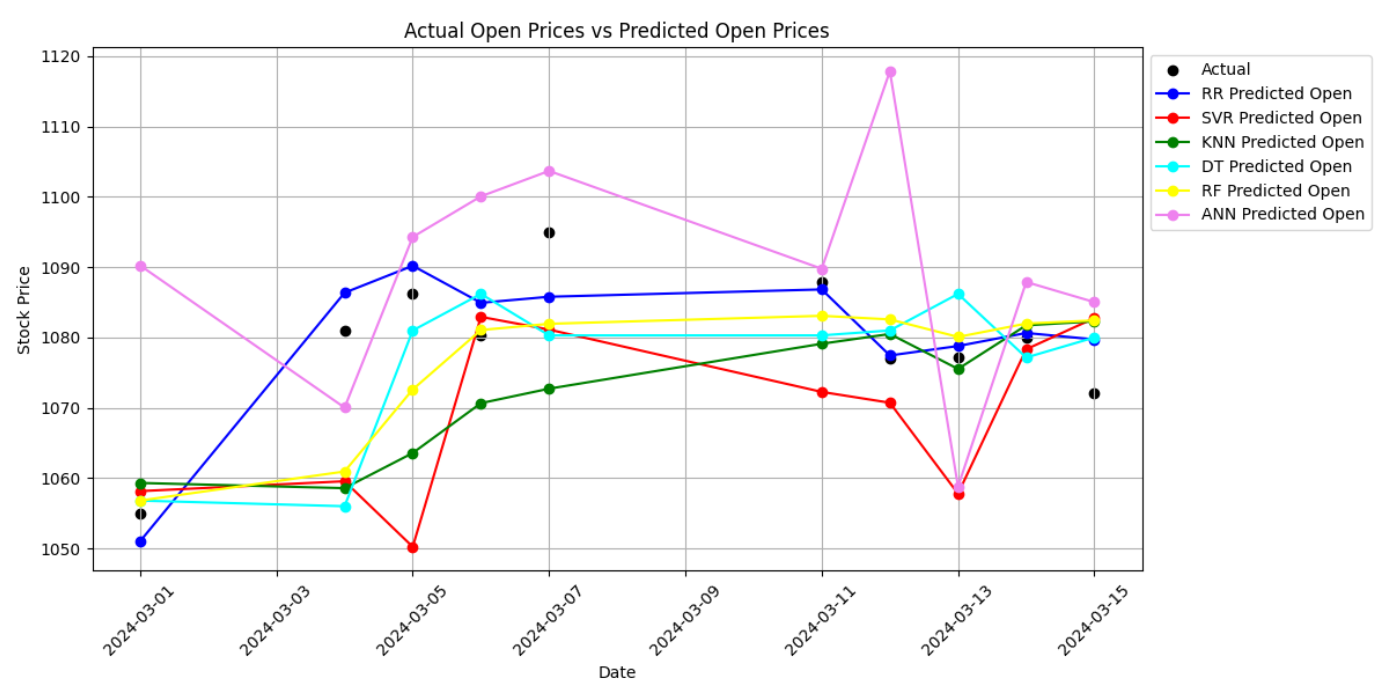 Actual Open Prices vs Predicted Open Prices
1120
1110
1100
1090
1080
1070
1060
1050
Stock Price
2024-03-01
2024-03-03
2024-03-05
2024-03-07
2024-03-09
2024-03-11
2024-03-13
2024-03-15
Date
Actual
RR Predicted Open
SVR Predicted Open
KNN Predicted Open
DT Predicted Open
RF Predicted Open
ANN Predicted Open